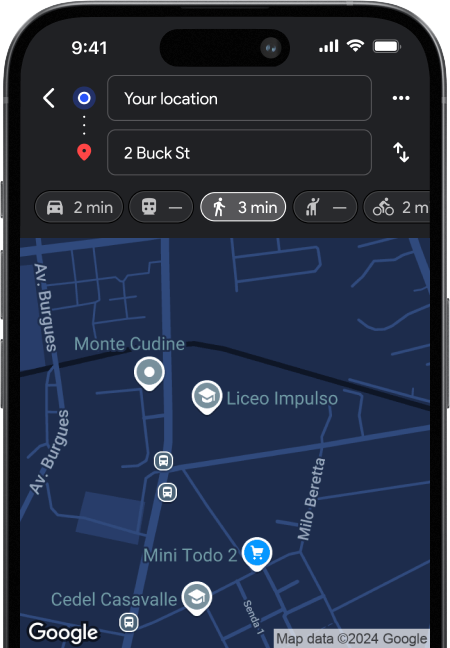 9:41
Your location
2 Buck St
2 min
—
3 min
—
2 m
Av. Burgues
Monte Cudine
Liceo Impulso
Av. Burgues
Milo Beretta
Mini Todo 2
Cedel Casavalle
Senda 1
Google
Map data ©2024 Google